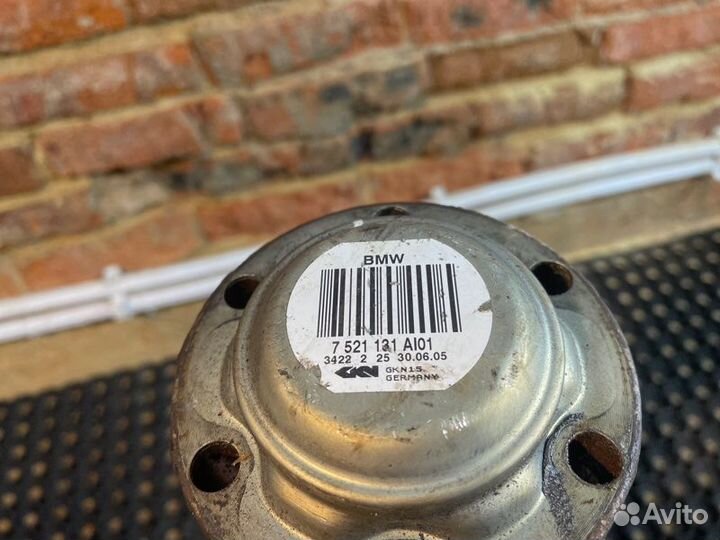 BMW
7 521 131 AI01
3422 2 25 30.06.05
GKN GKN15
GERMANY
Avito